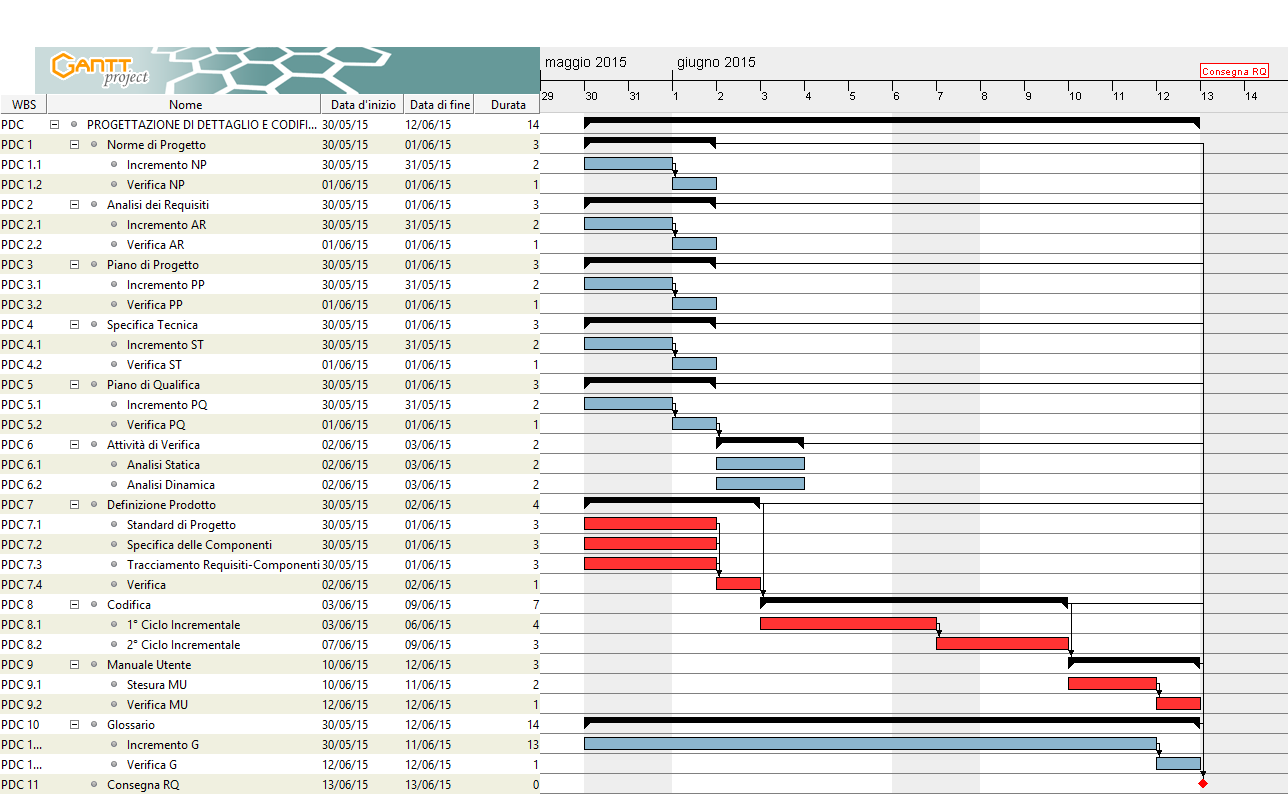 GANTT project
maggio 2015 giugno 2015
Consegna RQ
29 30 31 1 2 3 4 5 6 7 8 9 10 11 12 13 14
WBS Nome Data d'inizio Data di fine Durata
PDC PROGETTAZIONE DI DETTAGLIO E CODIFI... 30/05/15 12/06/15 14
PDC 1 Norme di Progetto 30/05/15 01/06/15 3
PDC 1.1 Incremento NP 30/05/15 31/05/15 2
PDC 1.2 Verifica NP 01/06/15 01/06/15 1
PDC 2 Analisi dei Requisiti 30/05/15 01/06/15 3
PDC 2.1 Incremento AR 30/05/15 31/05/15 2
PDC 2.2 Verifica AR 01/06/15 01/06/15 1
PDC 3 Piano di Progetto 30/05/15 01/06/15 3
PDC 3.1 Incremento PP 30/05/15 31/05/15 2
PDC 3.2 Verifica PP 01/06/15 01/06/15 1
PDC 4 Specifica Tecnica 30/05/15 01/06/15 3
PDC 4.1 Incremento ST 30/05/15 31/05/15 2
PDC 4.2 Verifica ST 01/06/15 01/06/15 1
PDC 5 Piano di Qualifica 30/05/15 01/06/15 3
PDC 5.1 Incremento PQ 30/05/15 31/05/15 2
PDC 5.2 Verifica PQ 01/06/15 01/06/15 1
PDC 6 Attività di Verifica 02/06/15 03/06/15 2
PDC 6.1 Analisi Statica 02/06/15 03/06/15 2
PDC 6.2 Analisi Dinamica 02/06/15 03/06/15 2
PDC 7 Definizione Prodotto 30/05/15 02/06/15 4
PDC 7.1 Standard di Progetto 30/05/15 01/06/15 3
PDC 7.2 Specifica delle Componenti 30/05/15 01/06/15 3
PDC 7.3 Tracciamento Requisiti-Componenti 30/05/15 01/06/15 3
PDC 7.4 Verifica 02/06/15 02/06/15 1
PDC 8 Codifica 03/06/15 09/06/15 7
PDC 8.1 1° Ciclo Incrementale 03/06/15 06/06/15 4
PDC 8.2 2° Ciclo Incrementale 07/06/15 09/06/15 3
PDC 9 Manuale Utente 10/06/15 12/06/15 3
PDC 9.1 Stesura MU 10/06/15 11/06/15 2
PDC 9.2 Verifica MU 12/06/15 12/06/15 1
PDC 10 Glossario 30/05/15 12/06/15 14
PDC 1... Incremento G 30/05/15 11/06/15 13
PDC 1... Verifica G 12/06/15 12/06/15 1
PDC 11 Consegna RQ 13/06/15 13/06/15 0